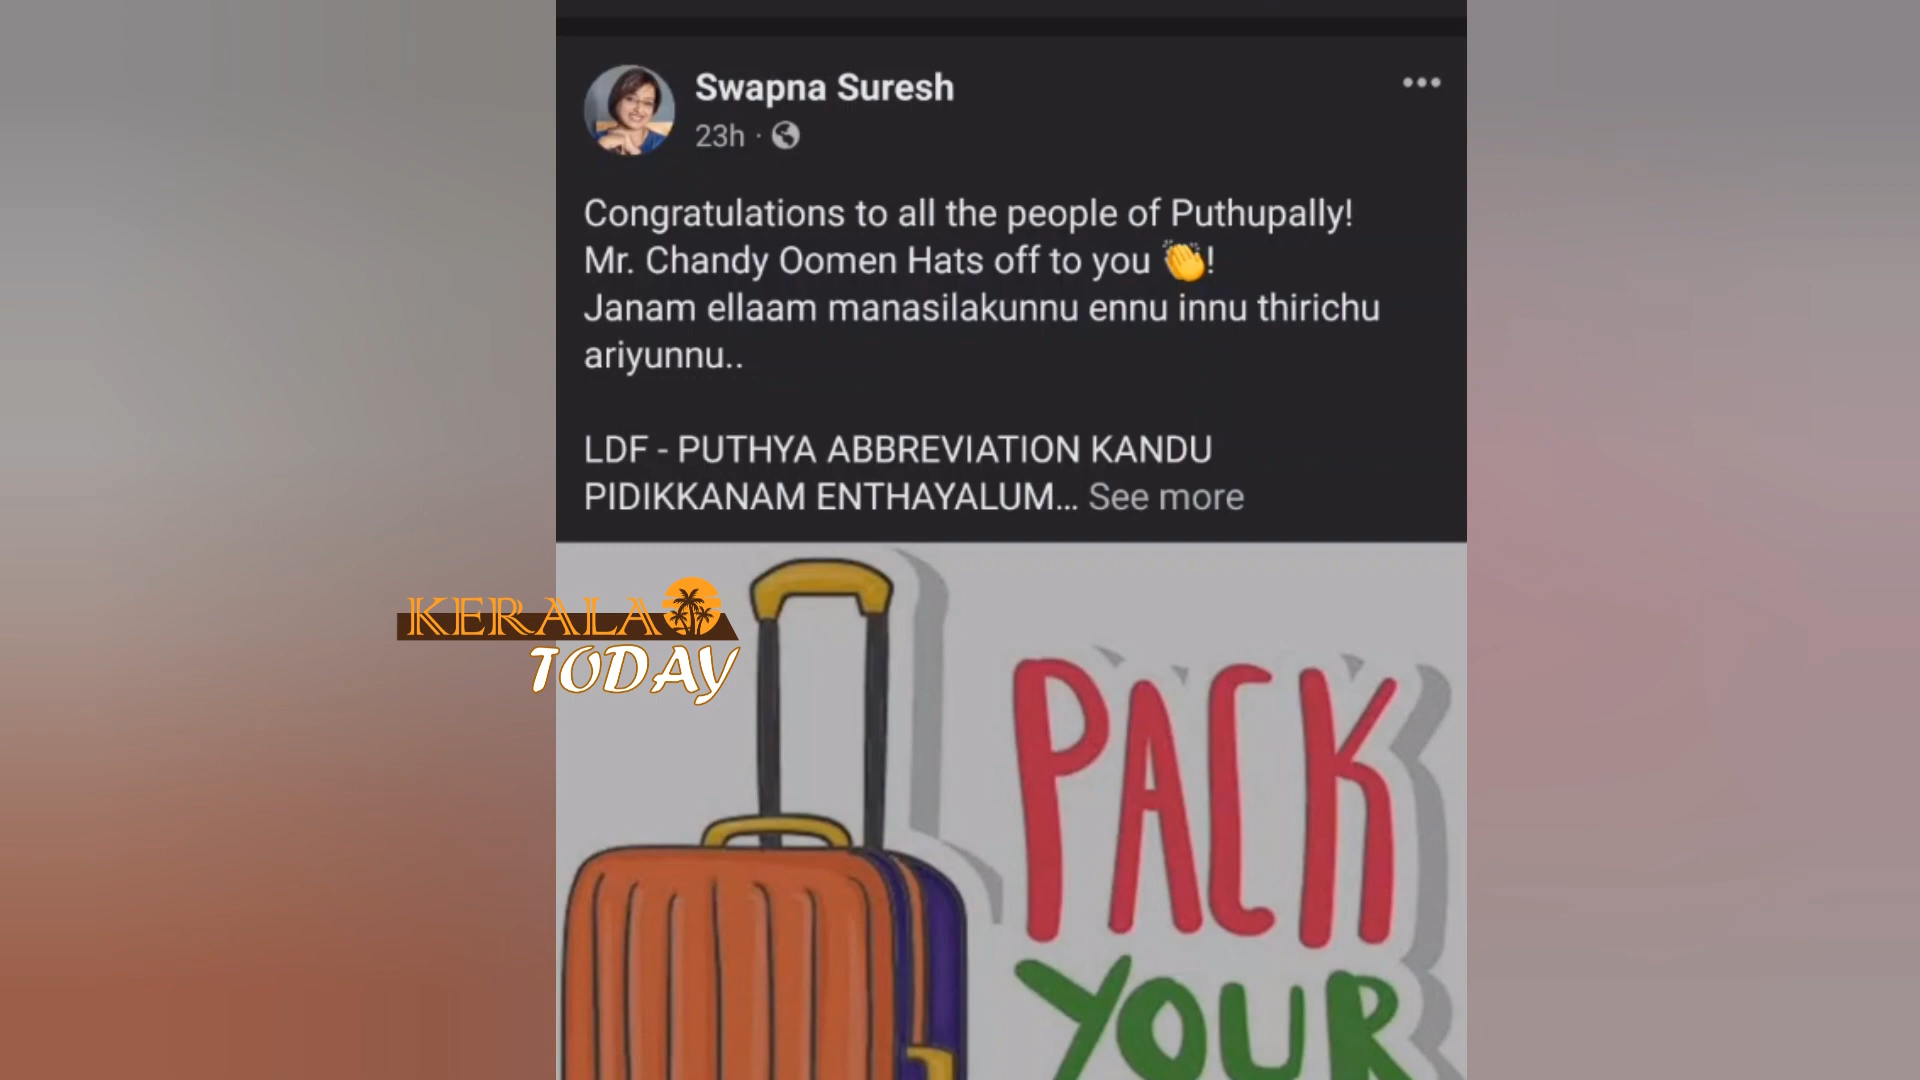 Swapna Suresh
23h ·
Congratulations to all the people of Puthupally!
Mr. Chandy Oomen Hats off to you 👏!
Janam ellaam manasilakunnu ennu innu thirichu
ariyunnu..
LDF - PUTHYA ABBREVIATION KANDU
PIDIKKANAM ENTHAYALUM... See more
KERALA
TODAY
PACK
YOUR